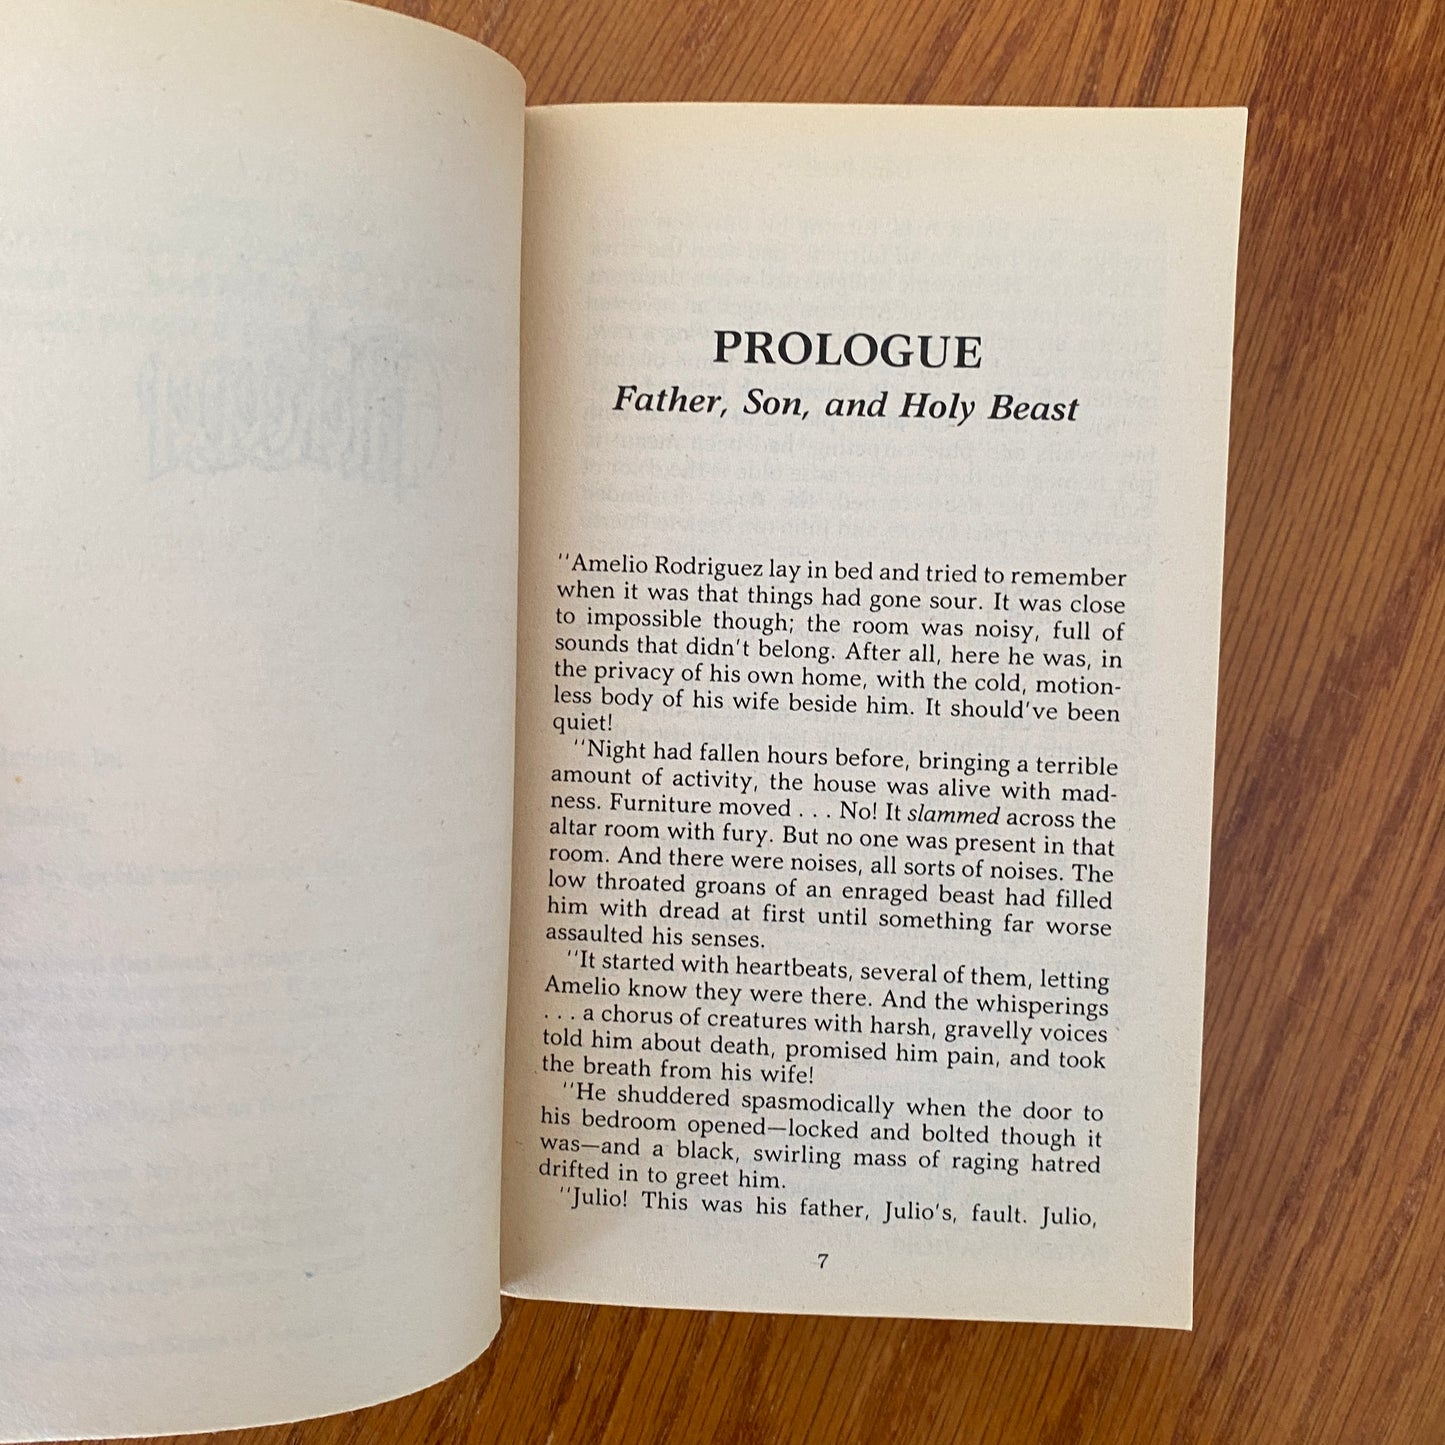 PROLOGUE
Father, Son, and Holy Beast
"Amelio Rodriguez lay in bed and tried to remember
when it was that things had gone sour. It was close
to impossible though; the room was noisy, full of
sounds that didn't belong. After all, here he was, in
the privacy of his own home, with the cold, motion-
less body of his wife beside him. It should've been
quiet!
"Night had fallen hours before, bringing a terrible
amount of activity, the house was alive with mad-
ness. Furniture moved . . . No! It slammed across the
altar room with fury. But no one was present in that
room. And there were noises, all sorts of noises. The
low throated groans of an enraged beast had filled
him with dread at first until something far worse
assaulted his senses.
"It started with heartbeats, several of them, letting
Amelio know they were there. And the whisperings
. . . a chorus of creatures with harsh, gravelly voices
told him about death, promised him pain, and took
the breath from his wife!
"He shuddered spasmodically when the door to
his bedroom opened—locked and bolted though it
was—and a black, swirling mass of raging hatred
drifted in to greet him.
"Julio! This was his father, Julio's, fault. Julio,
7